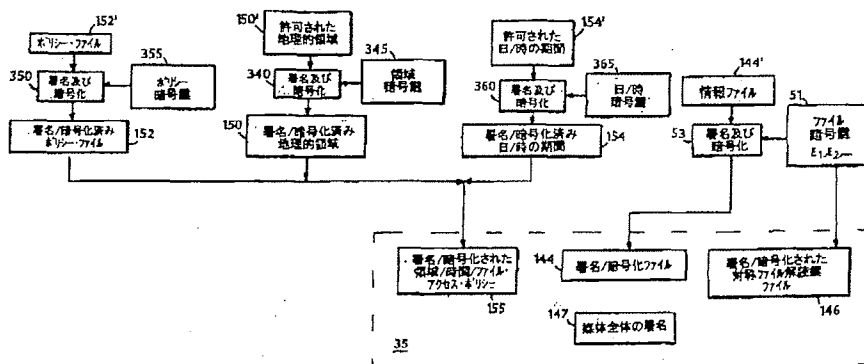 152'
ポリシー・ファイル
350
署名及び
暗号化
355
ポリシー
暗号鍵
署名/暗号化済み
ポリシー・ファイル
152
150'
許可された
地理的領域
340
署名及び
暗号化
345
領域
暗号鍵
150
署名/暗号化済み
地理的領域
154'
許可された
日/時の期間
360
署名及び
暗号化
365
日/時
暗号鍵
署名/暗号化済み
日/時の期間
154
144'
情報ファイル
53
署名及び
暗号化
51
ファイル
暗号鍵
E1,E2
署名/暗号化された
領域/時間/ファイル・
アクセス・ポリシー
155
144
署名/暗号化ファイル
署名/暗号化された
対称ファイル解読鍵
ファイル
146
147
媒体全体の署名
35